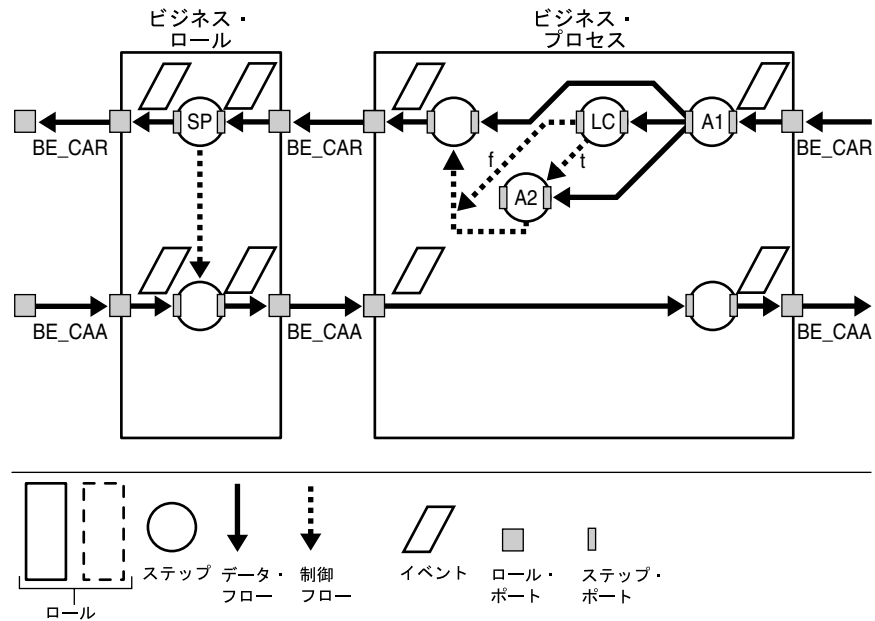 ビジネス・
ロール
ビジネス・
プロセス
SP
LC
A1
BE_CAR
BE_CAR
BE_CAR
f
t
A2
BE_CAA
BE_CAA
BE_CAA
ステップ
データ・
フロー
制御
フロー
イベント
ロール・
ポート
ステップ・
ポート
ロール